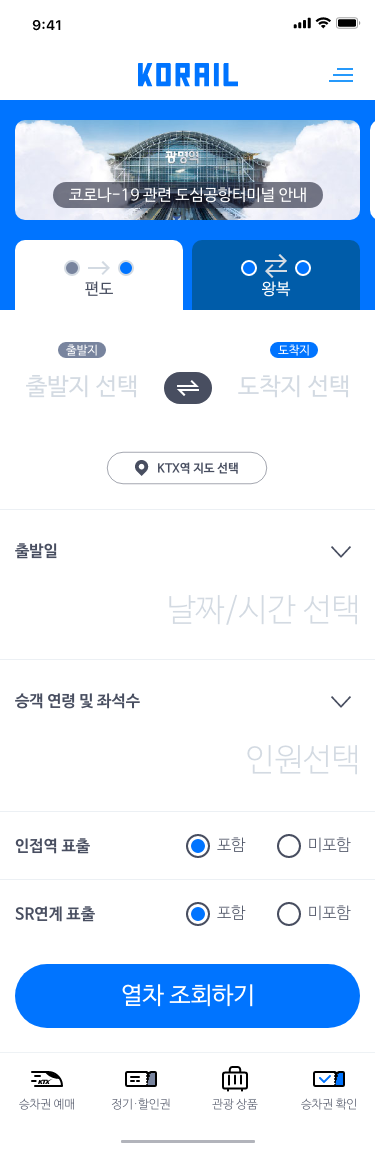 9:41
KORAIL
광명역
코로나-19 관련 도심공항터미널 안내
편도
왕복
출발지
도착지
출발지 선택
도착지 선택
KTX역 지도 선택
출발일
날짜/시간 선택
승객 연령 및 좌석수
인원선택
인접역 표출
포함
미포함
SR연계 표출
포함
미포함
열차 조회하기
KTX
승차권 예매
정기·할인권
관광 상품
승차권 확인